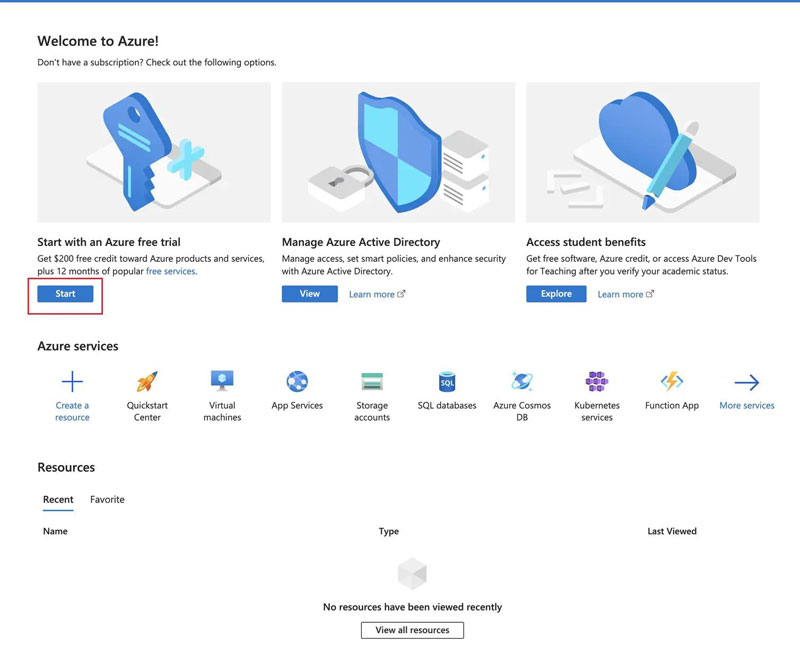 Welcome to Azure!
Don't have a subscription? Check out the following options.
Start with an Azure free trial
Get $200 free credit toward Azure products and services,
plus 12 months of popular free services.
Start
Manage Azure Active Directory
Manage access, set smart policies, and enhance security
with Azure Active Directory.
View
Learn more
Access student benefits
Get free software, Azure credit, or access Azure Dev Tools
for Teaching after you verify your academic status.
Explore
Learn more
Azure services
Create a
resource
Quickstart
Center
Virtual
machines
App Services
Storage
accounts
SQL
SQL databases
Azure Cosmos
DB
Kubernetes
services
Function App
More services
Resources
Recent
Favorite
Name
Type
Last Viewed
No resources have been viewed recently
View all resources